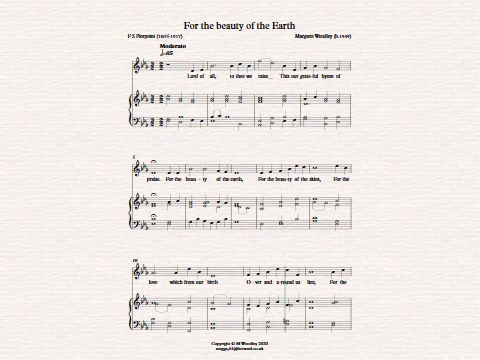 For the beauty of the Earth
F S Pierpoint (1835-1917) Margaret Woodley (b.1949)
Moderato
Lord of all, to thee we raise__ This our grate-ful hymn of
5
praise. For the beau - ty of the earth, For the beau-ty of the skies, For the
10
love which from our birth O - ver and a-round us lies; For the
Copyright © M Woodley 2020